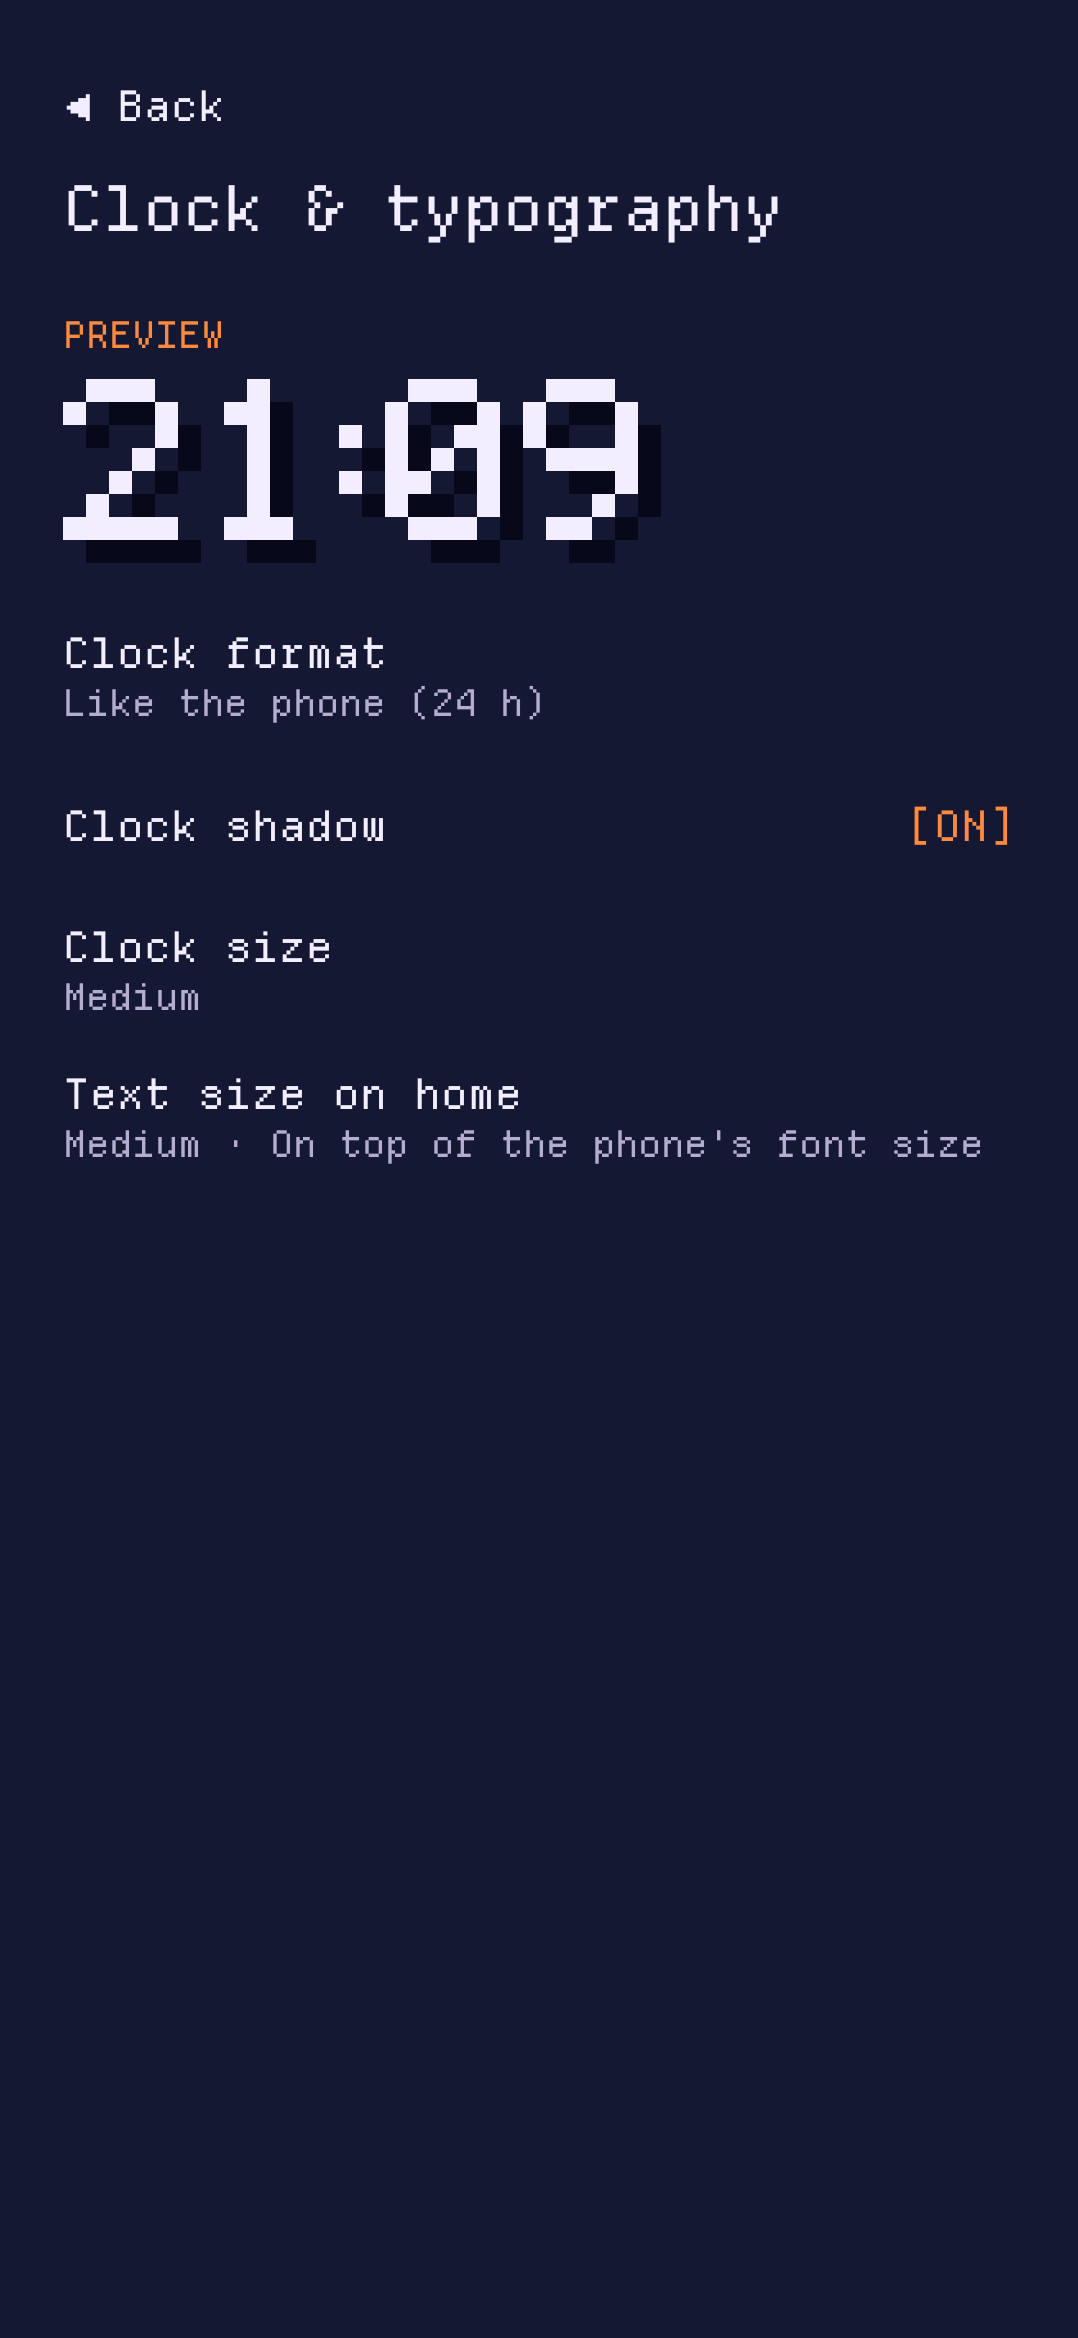 ◀ Back
Clock & typography
PREVIEW
21:09
Clock format
Like the phone (24 h)
Clock shadow [ON]
Clock size
Medium
Text size on home
Medium · On top of the phone's font size